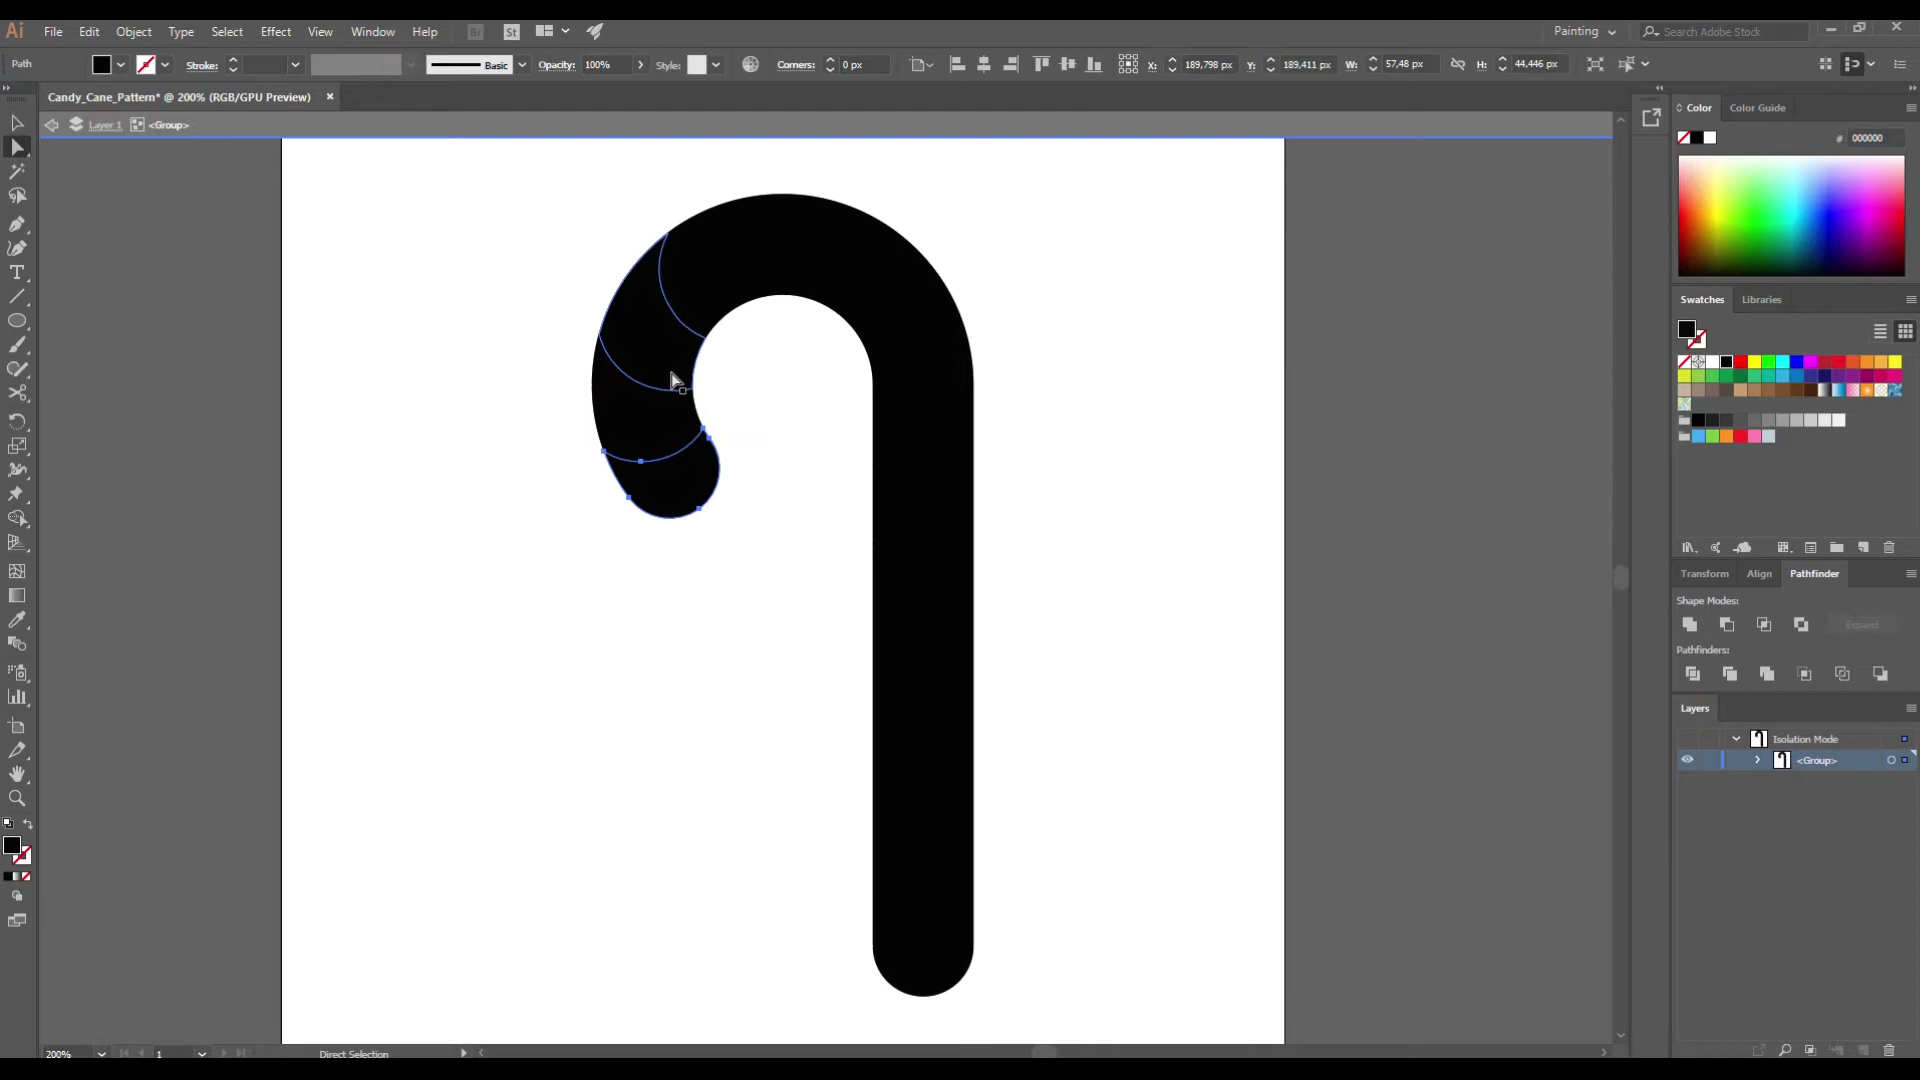 Ai File Edit Object Type Select Effect View Window Help Br St Painting Search Adobe Stock
Path Stroke: Basic Opacity: 100% Style: Corners: 0 px X: 189,798 px Y: 189,411 px W: 57,48 px H: 44,446 px
Candy_Cane_Pattern* @ 200% (RGB/GPU Preview) ×
Layer 1 <Group>
Color Color Guide
# 000000
Swatches Libraries
Transform Align Pathfinder
Shape Modes:
Expand
Pathfinders:
Layers
Isolation Mode
<Group>
200% 1 Direct Selection